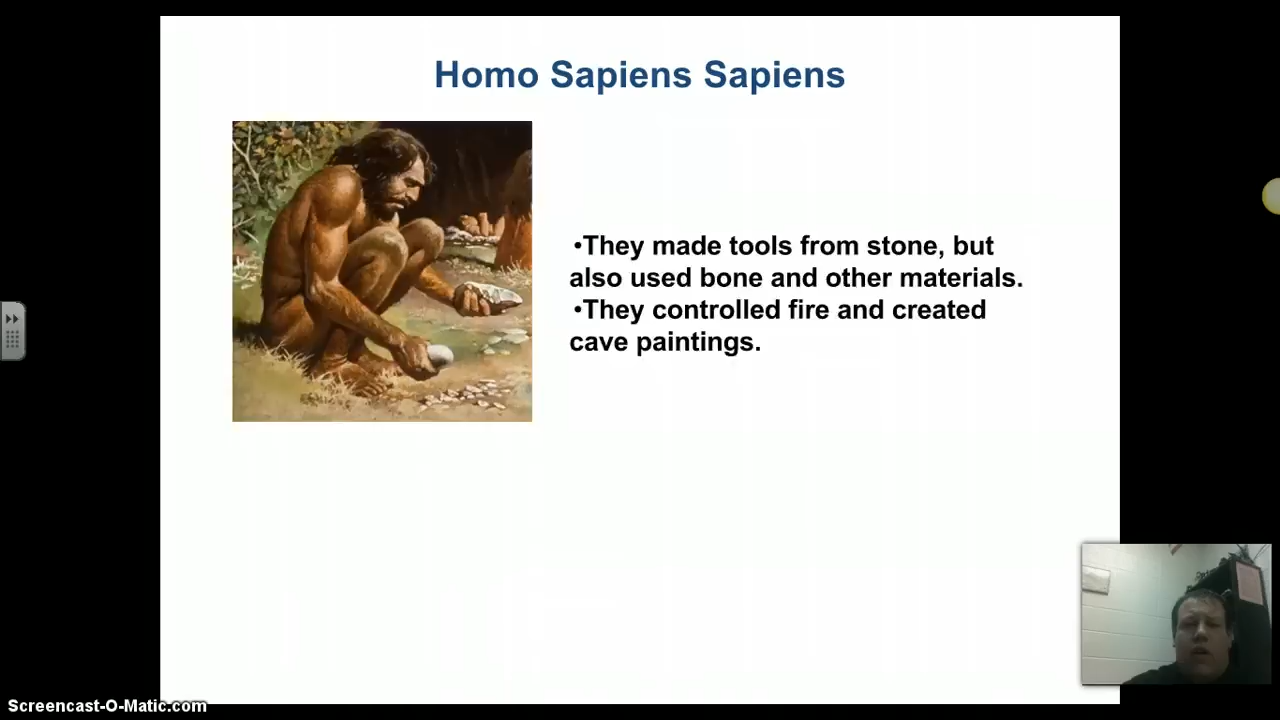 Homo Sapiens Sapiens
•They made tools from stone, but
also used bone and other materials.
•They controlled fire and created
cave paintings.
Screencast-O-Matic.com